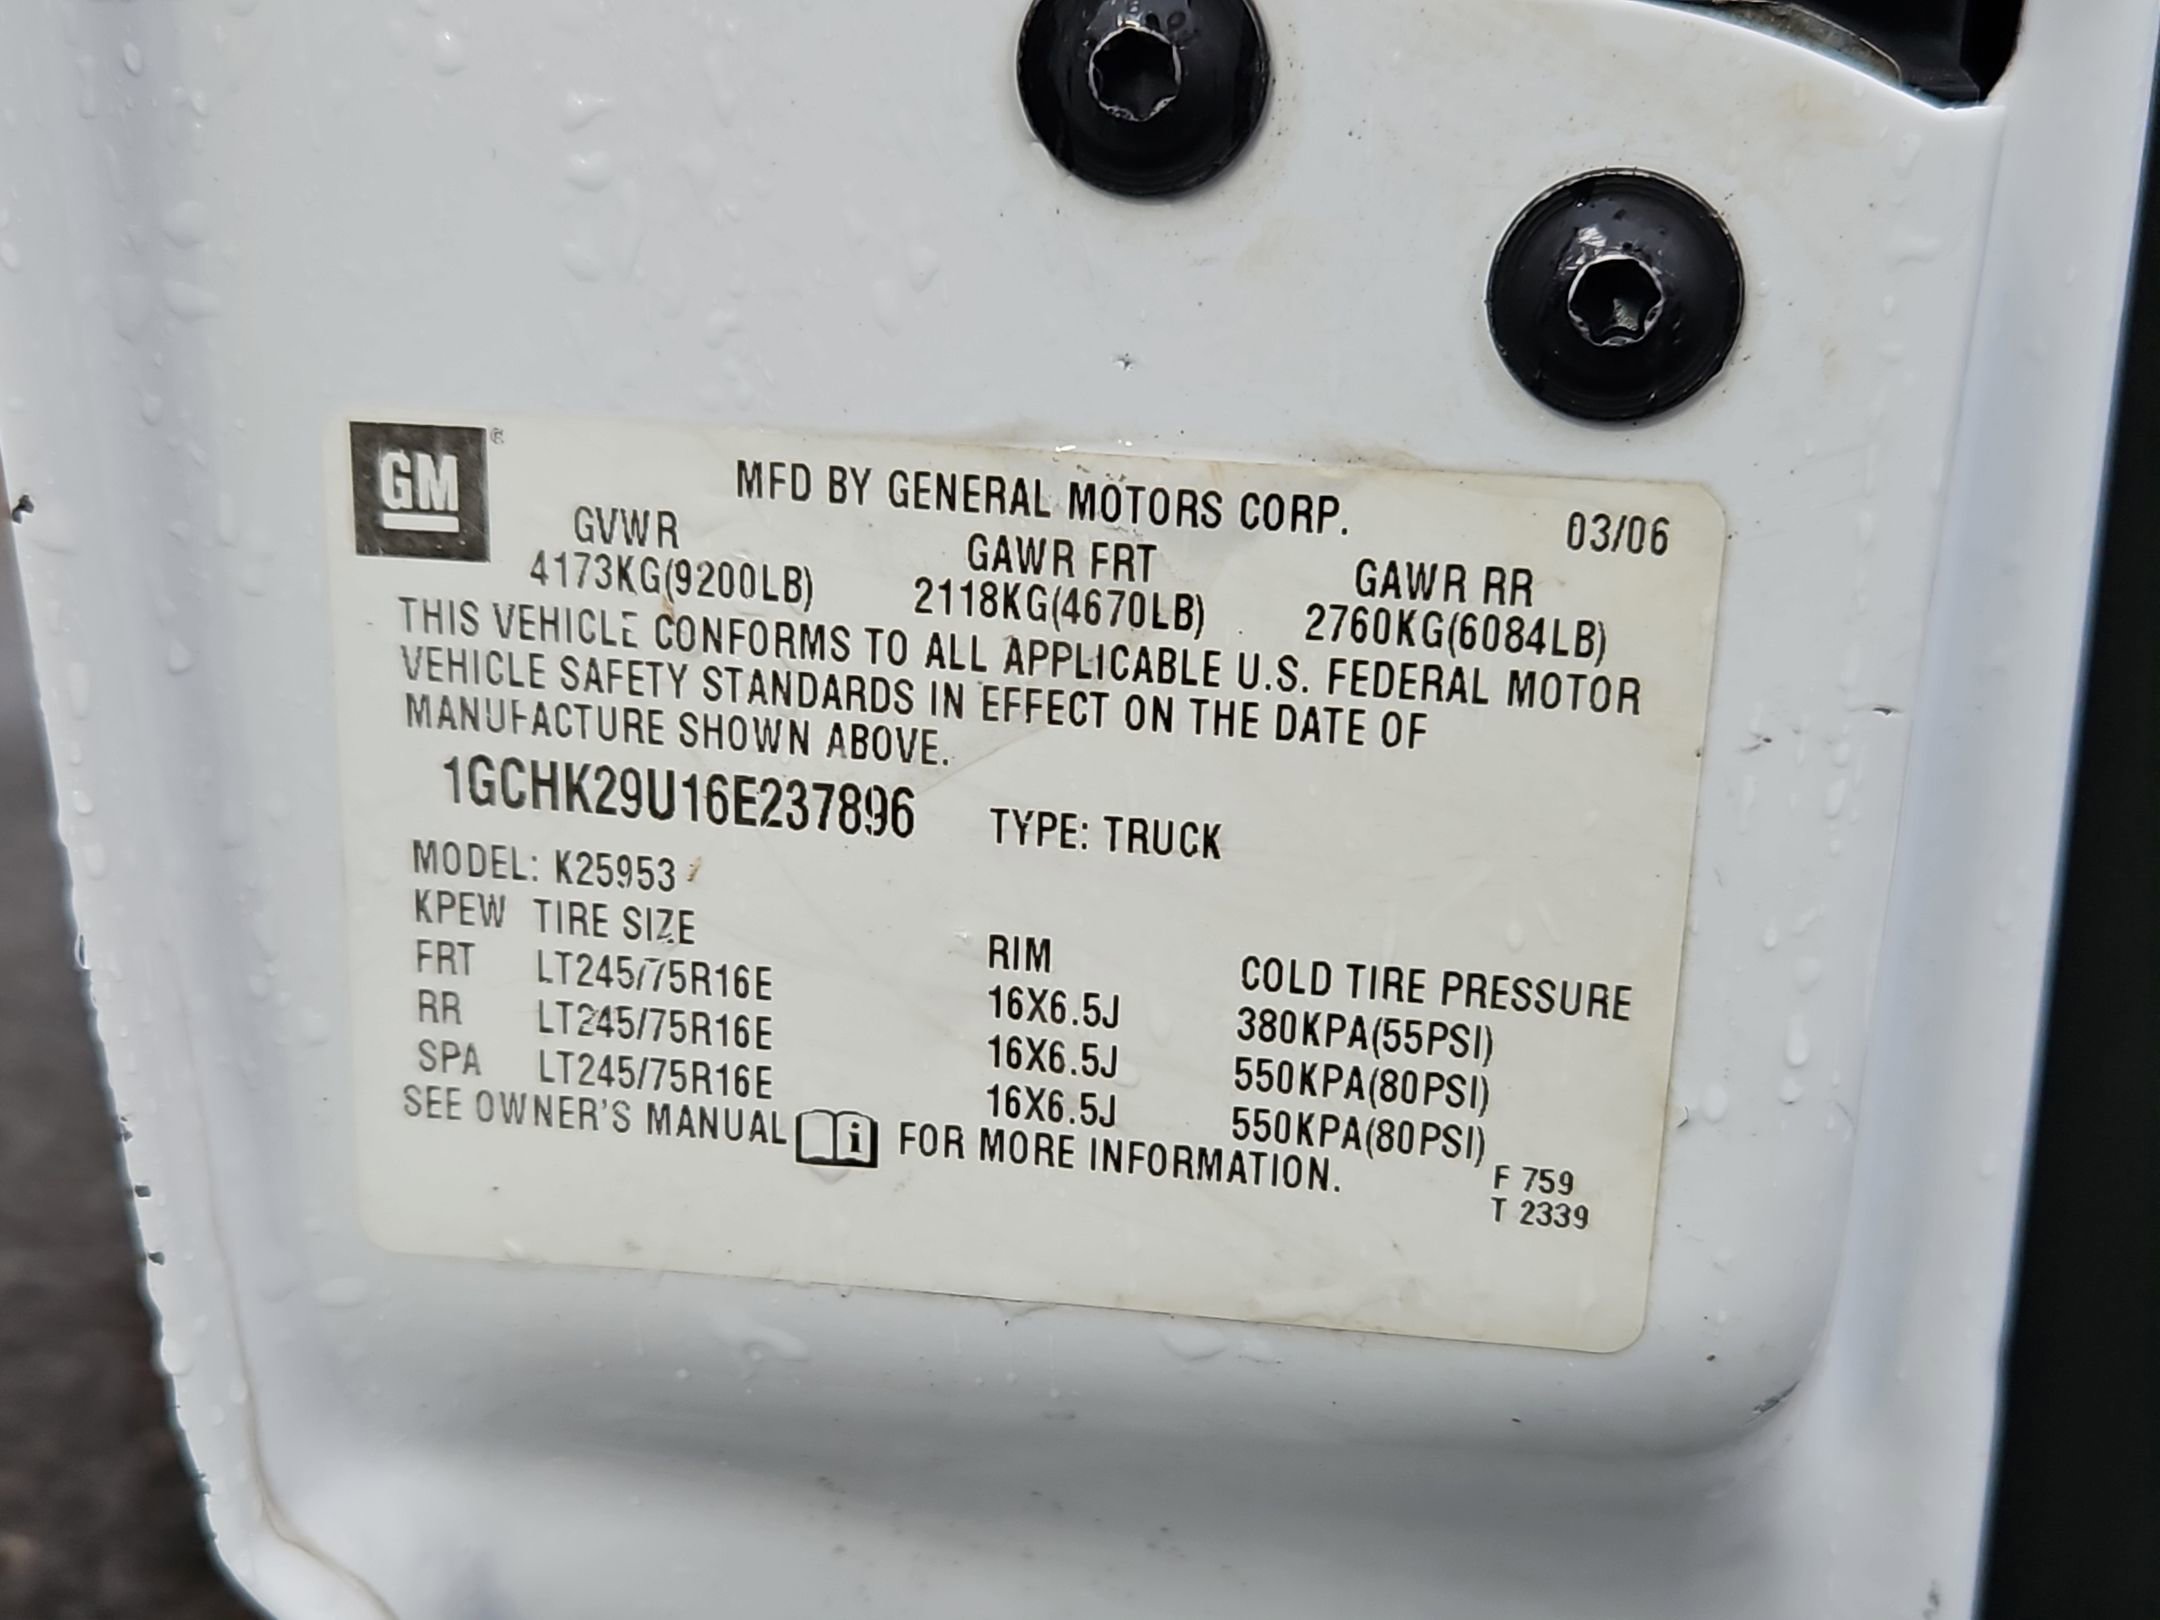 GM ®
MFD BY GENERAL MOTORS CORP. 03/06
GVWR GAWR FRT GAWR RR
4173KG(9200LB) 2118KG(4670LB) 2760KG(6084LB)
THIS VEHICLE CONFORMS TO ALL APPLICABLE U.S. FEDERAL MOTOR
VEHICLE SAFETY STANDARDS IN EFFECT ON THE DATE OF
MANUFACTURE SHOWN ABOVE.
1GCHK29U16E237896 TYPE: TRUCK
MODEL: K25953
KPEW TIRE SIZE RIM COLD TIRE PRESSURE
FRT LT245/75R16E 16X6.5J 380KPA(55PSI)
RR LT245/75R16E 16X6.5J 550KPA(80PSI)
SPA LT245/75R16E 16X6.5J 550KPA(80PSI)
SEE OWNER'S MANUAL i FOR MORE INFORMATION.
F 759
T 2339